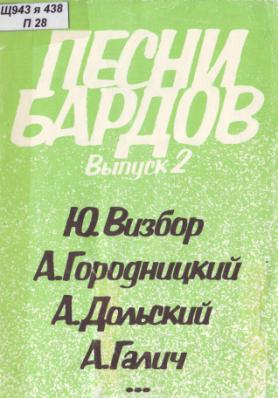 Щ943 я 438
П 28
ПЕСНИ
БАРДОВ
Выпуск 2
Ю. Визбор
А. Городницкий
А. Дольский
А. Галич
...